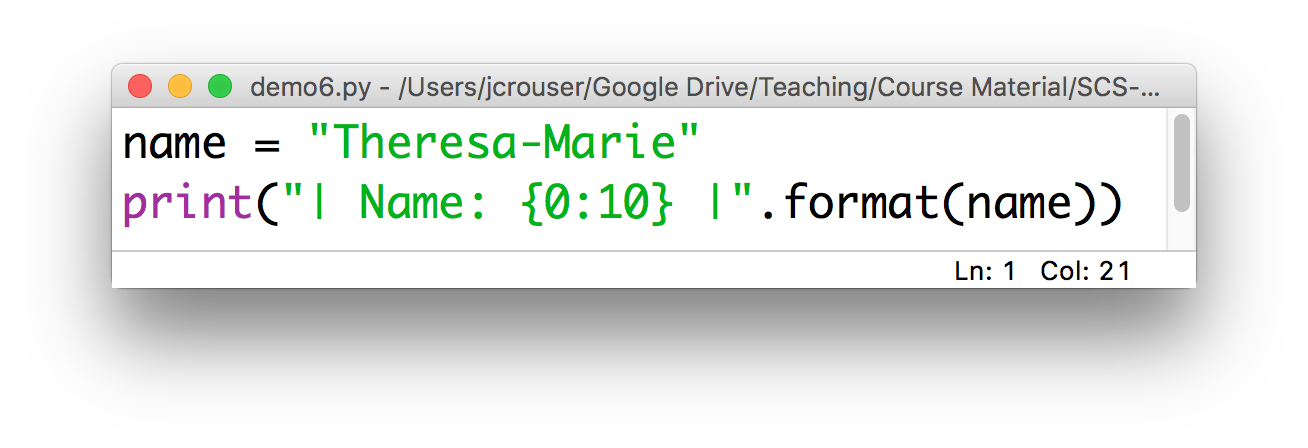 demo6.py - /Users/jcrouser/Google Drive/Teaching/Course Material/SCS-...
name = "Theresa-Marie"
print("| Name: {0:10} |".format(name))
Ln: 1 Col: 21